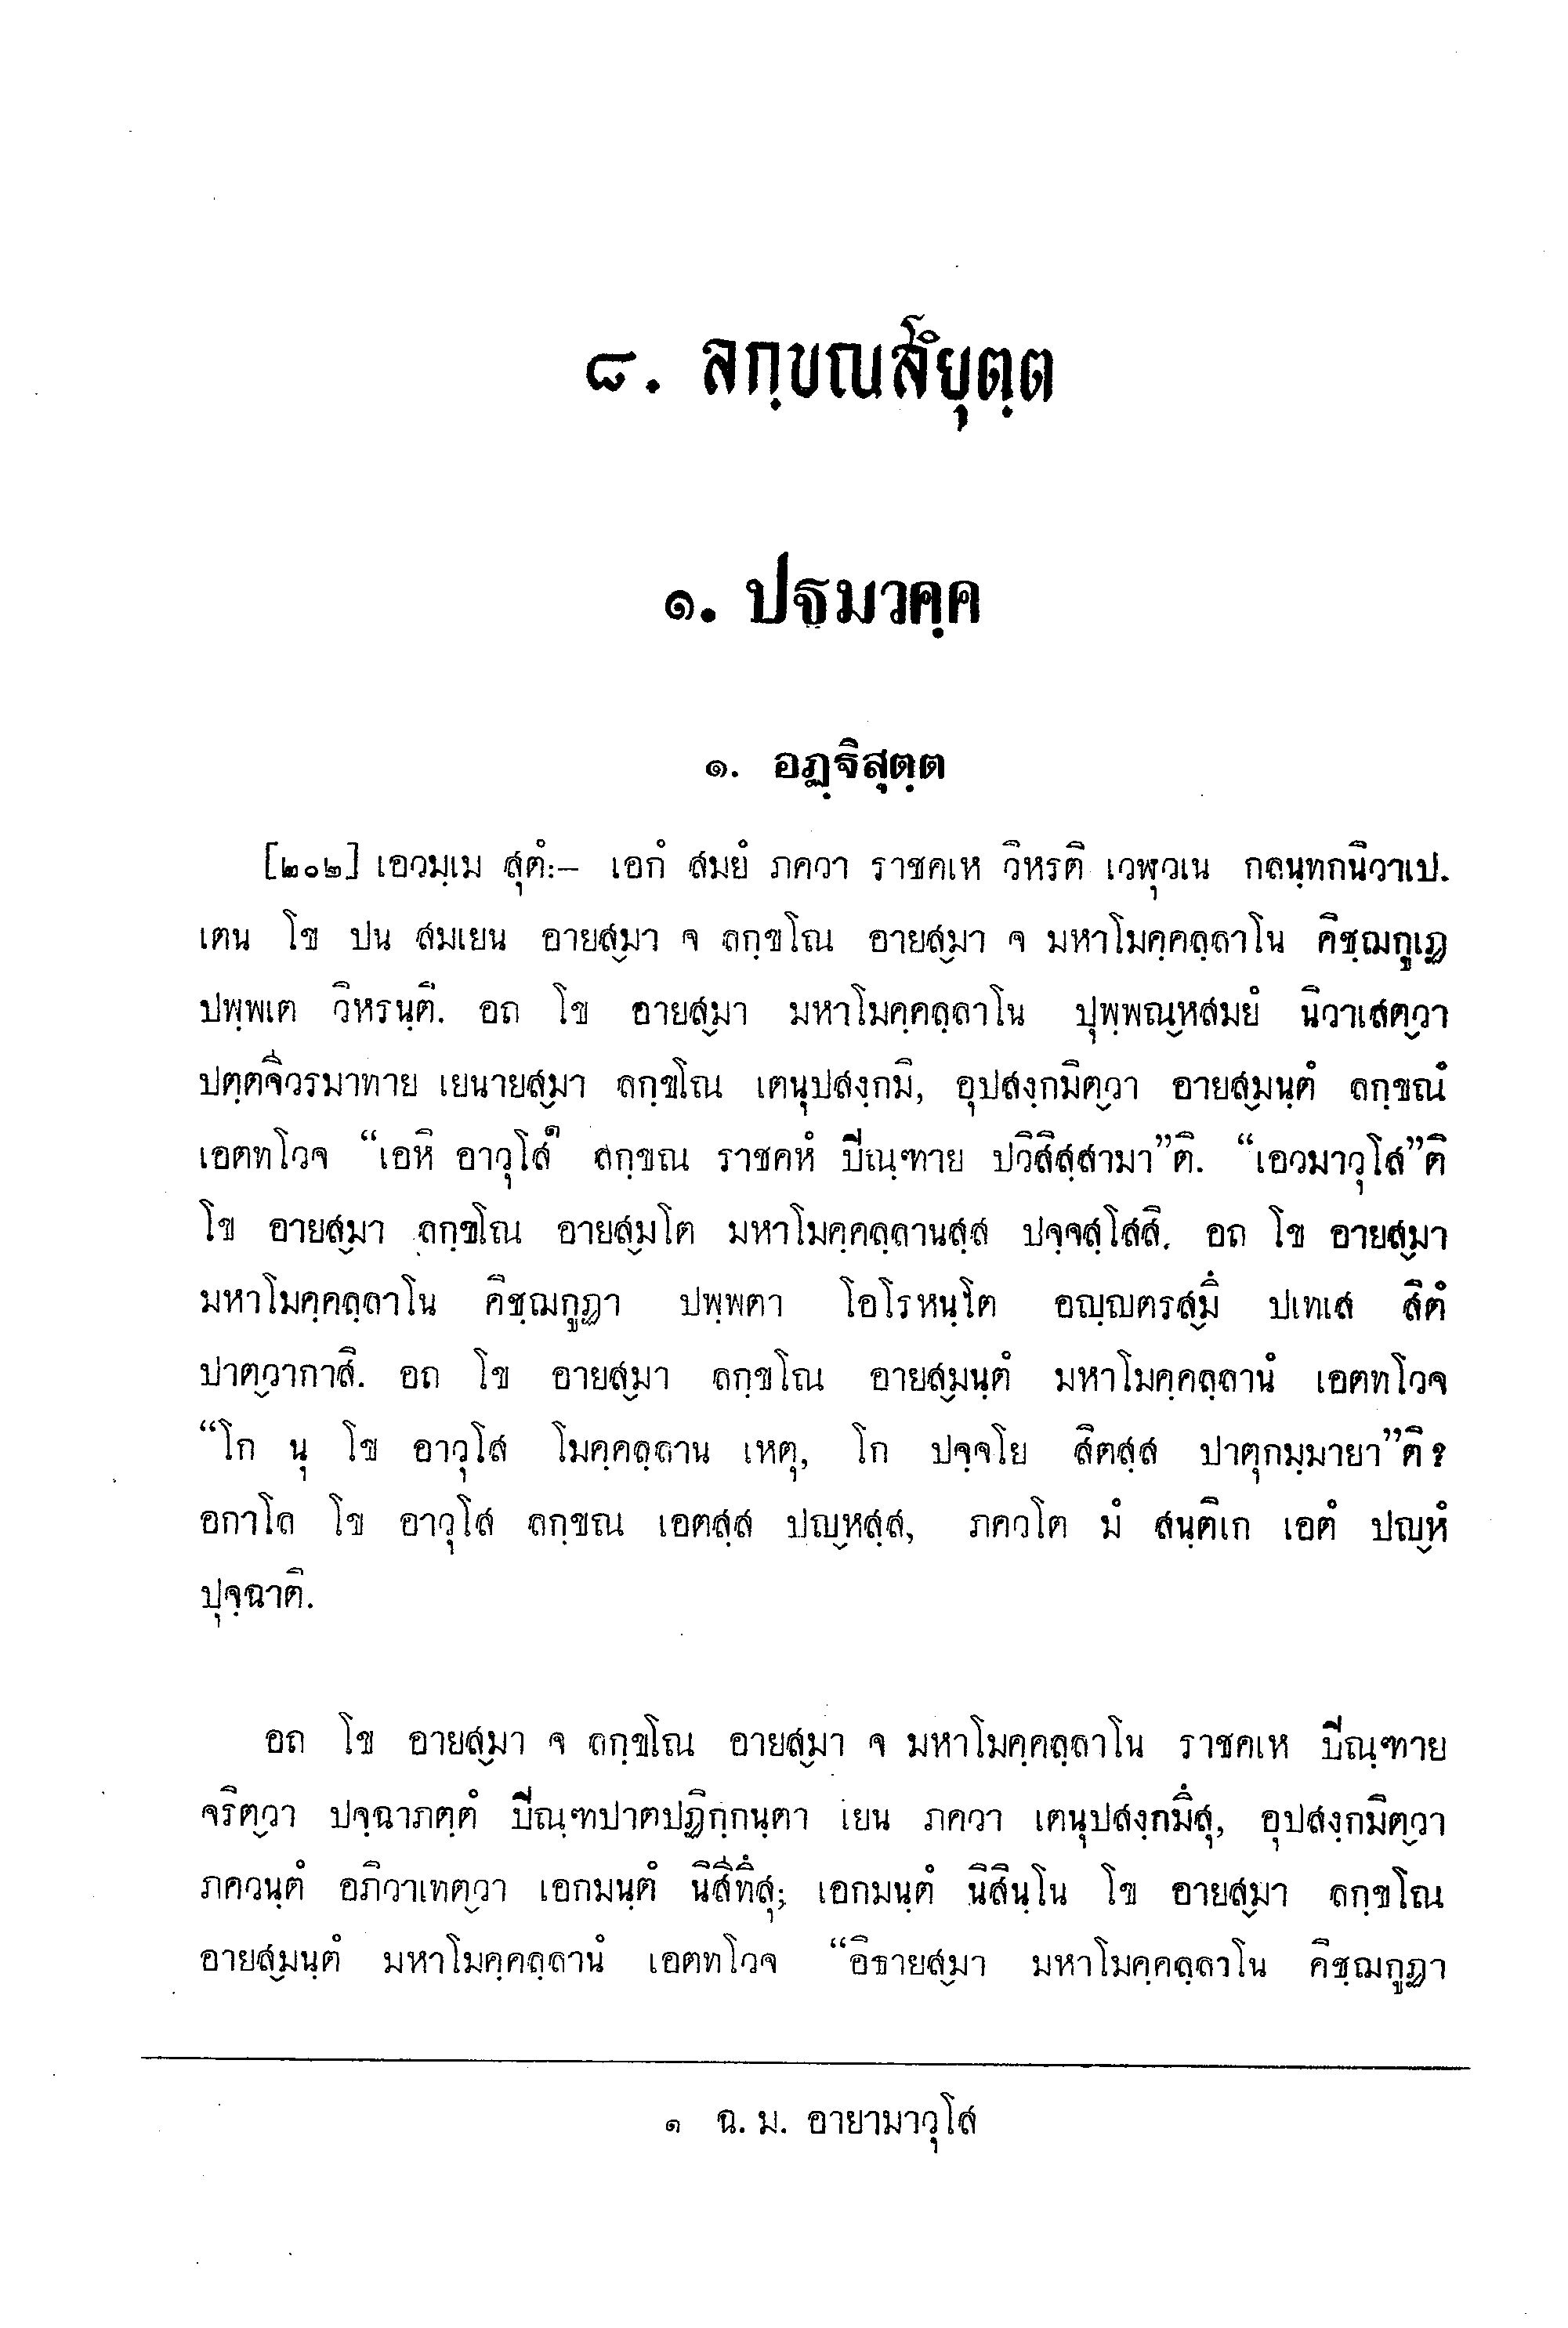 ๘. ลกฺขณสํยุตฺต
๑. ปฐมวคฺค
๑. อฏฺฐิสุตฺต
[๒๐๒] เอวมฺเม สุตํ:– เอกํ สมยํ ภควา ราชคเห วิหรติ เวฬุวเน กลนฺทกนิวาเป.
เตน โข ปน สมเยน อายสฺมา จ ลกฺขโณ อายสฺมา จ มหาโมคฺคลฺลาโน คิชฺฌกูเฏ
ปพฺพเต วิหรนฺติ. อถ โข อายสฺมา มหาโมคฺคลฺลาโน ปุพฺพณฺหสมยํ นิวาเสตฺวา
ปตฺตจีวรมาทาย เยนายสฺมา ลกฺขโณ เตนุปสงฺกมิ, อุปสงฺกมิตฺวา อายสฺมนฺตํ ลกฺขณํ
เอตทโวจ “เอหิ อาวุโส๑ ลกฺขณ ราชคหํ ปิณฺฑาย ปวิสิสฺสามา”ติ. “เอวมาวุโส”ติ
โข อายสฺมา ลกฺขโณ อายสฺมโต มหาโมคฺคลฺลานสฺส ปจฺจสฺโสสิ. อถ โข อายสฺมา
มหาโมคฺคลฺลาโน คิชฺฌกูฏา ปพฺพตา โอโรหนฺโต อญฺญตรสฺมึ ปเทเส สิตํ
ปาตฺวากาสิ. อถ โข อายสฺมา ลกฺขโณ อายสฺมนฺตํ มหาโมคฺคลฺลานํ เอตทโวจ
“โก นุ โข อาวุโส โมคฺคลฺลาน เหตุ, โก ปจฺจโย สิตสฺส ปาตุกมฺมายา”ติ?
อกาโล โข อาวุโส ลกฺขณ เอตสฺส ปญฺหสฺส, ภควโต มํ สนฺติเก เอตํ ปญฺหํ
ปุจฺฉาติ.
อถ โข อายสฺมา จ ลกฺขโณ อายสฺมา จ มหาโมคฺคลฺลาโน ราชคเห ปิณฺฑาย
จริตฺวา ปจฺฉาภตฺตํ ปิณฺฑปาตปฏิกฺกนฺตา เยน ภควา เตนุปสงฺกมึสุ, อุปสงฺกมิตฺวา
ภควนฺตํ อภิวาเทตฺวา เอกมนฺตํ นิสีทึสุ; เอกมนฺตํ นิสินฺโน โข อายสฺมา ลกฺขโณ
อายสฺมนฺตํ มหาโมคฺคลฺลานํ เอตทโวจ “อิธายสฺมา มหาโมคฺคลฺลาโน คิชฺฌกูฏา
๑ ฉ. ม. อายามาวุโส